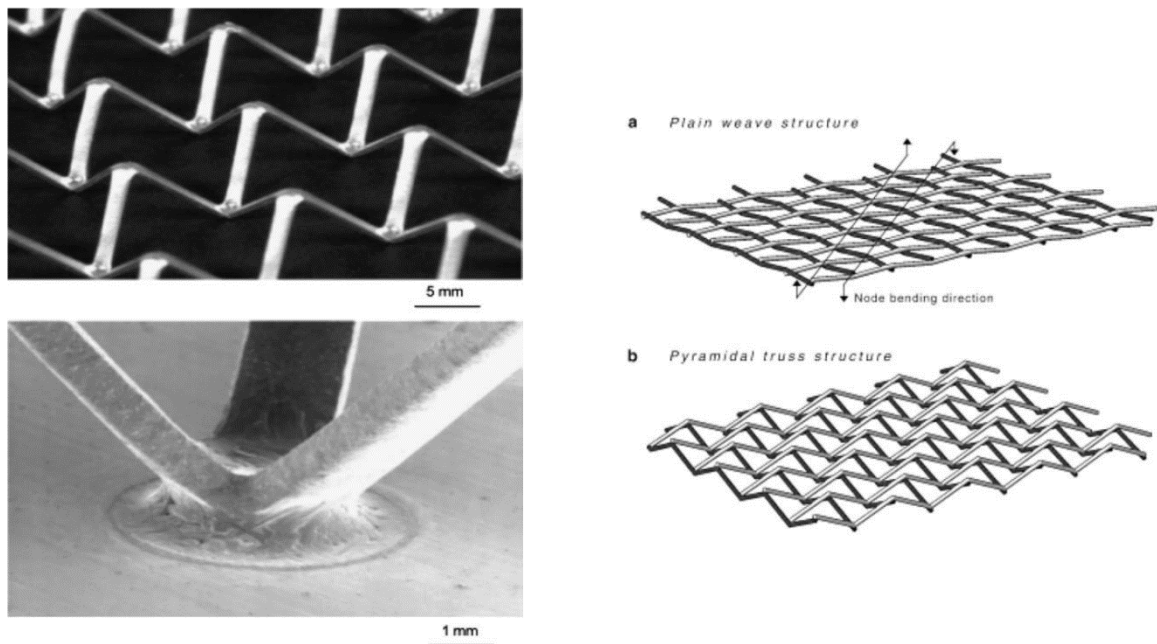 5 mm
1 mm
a Plain weave structure
Node bending direction
b Pyramidal truss structure